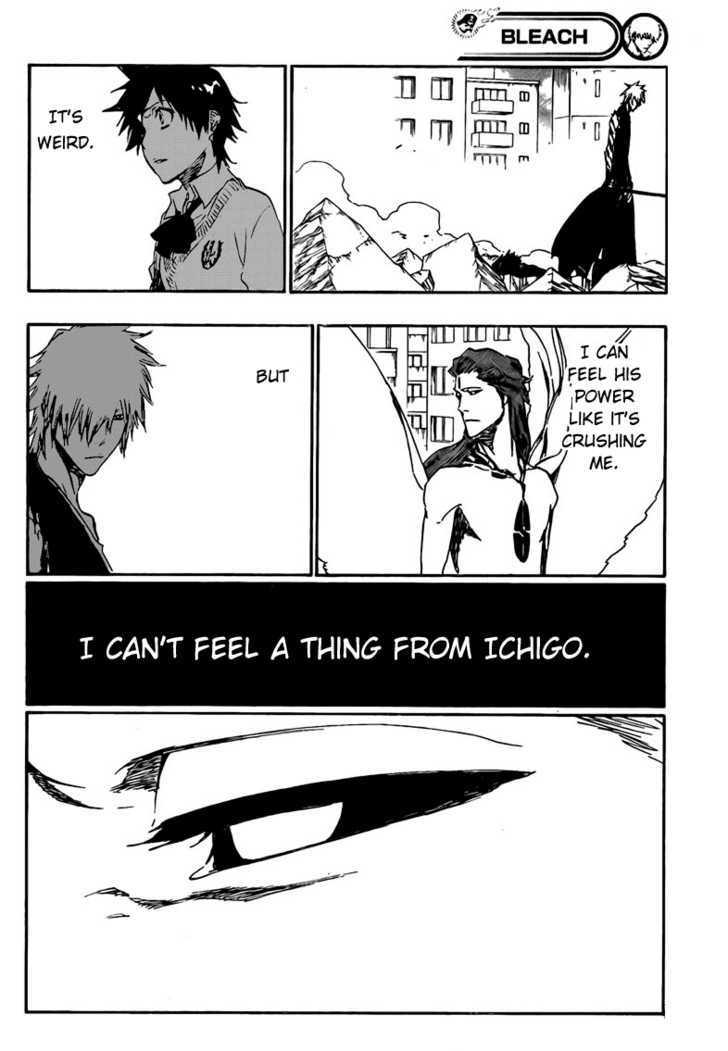 BLEACH
IT'S
WEIRD.
I CAN
FEEL HIS
POWER
LIKE IT'S
CRUSHING
ME.
BUT
I CAN'T FEEL A THING FROM ICHIGO.